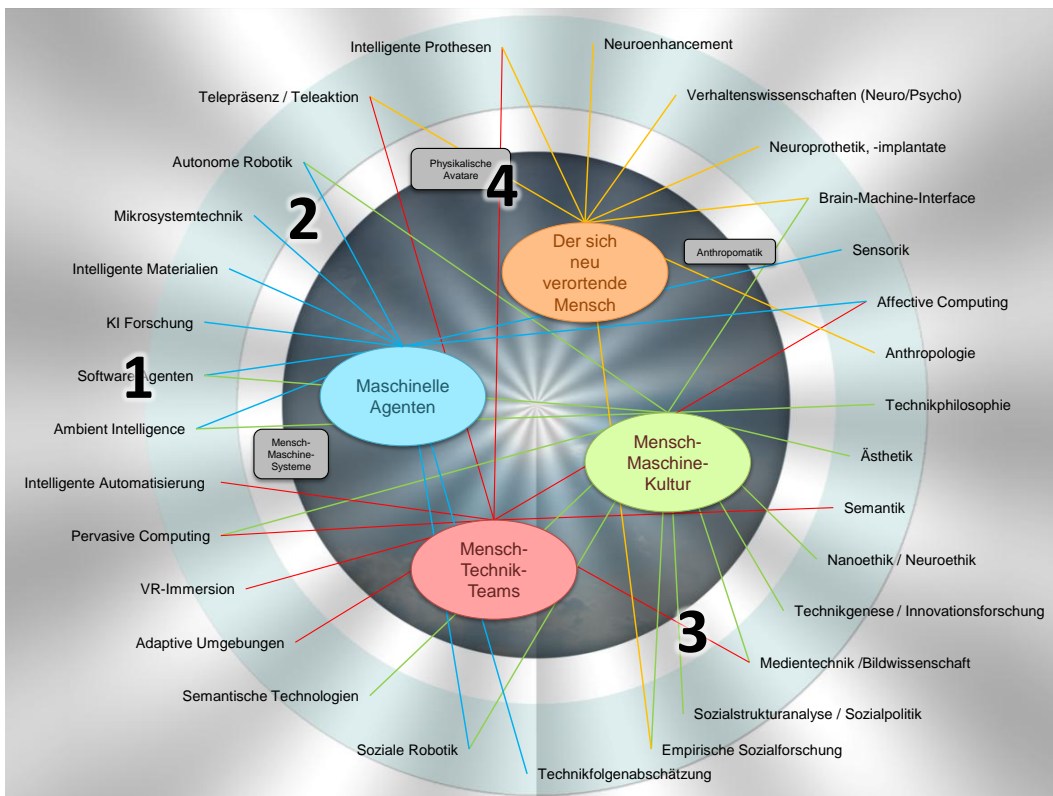 Intelligente Prothesen
Neuroenhancement
Telepräsenz / Teleaktion
Verhaltenswissenschaften (Neuro/Psycho)
Autonome Robotik
Physikalische
Avatare
4
Neuroprothetik, -implantate
Mikrosystemtechnik
2
Brain-Machine-Interface
Der sich
neu
verortende
Mensch
Anthropomatik
Sensorik
Intelligente Materialien
Affective Computing
KI Forschung
Anthropologie
Software Agenten
1
Maschinelle
Agenten
Technikphilosophie
Ambient Intelligence
Mensch-
Maschine-
Systeme
Mensch-
Maschine-
Kultur
Ästhetik
Intelligente Automatisierung
Semantik
Pervasive Computing
Mensch-
Technik-
Teams
Nanoethik / Neuroethik
VR-Immersion
Technikgenese / Innovationsforschung
Adaptive Umgebungen
3
Medientechnik /Bildwissenschaft
Semantische Technologien
Sozialstrukturanalyse / Sozialpolitik
Soziale Robotik
Empirische Sozialforschung
Technikfolgenabschätzung